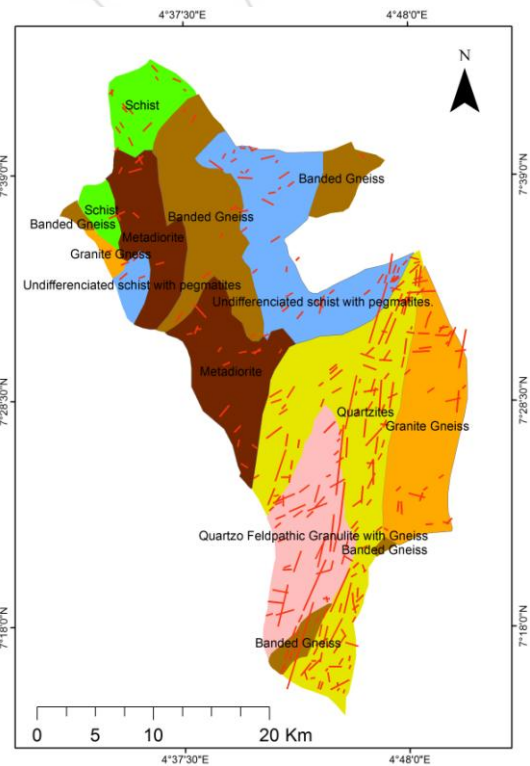 4°37'30"E
4°48'0"E
N
Schist
7°39'0"N
7°39'0"N
Banded Gneiss
Schist
Banded Gneiss
Banded Gneiss
Metadiorite
Granite Gness
Undifferenciated schist with pegmatites
Undifferenciated schist with pegmatites.
Metadiorite
7°28'30"N
7°28'30"N
Quartzites
Granite Gneiss
Quartzo Feldpathic Granulite with Gneiss
Banded Gneiss
7°18'0"N
7°18'0"N
Banded Gneiss
0 5 10 20 Km
4°37'30"E
4°48'0"E